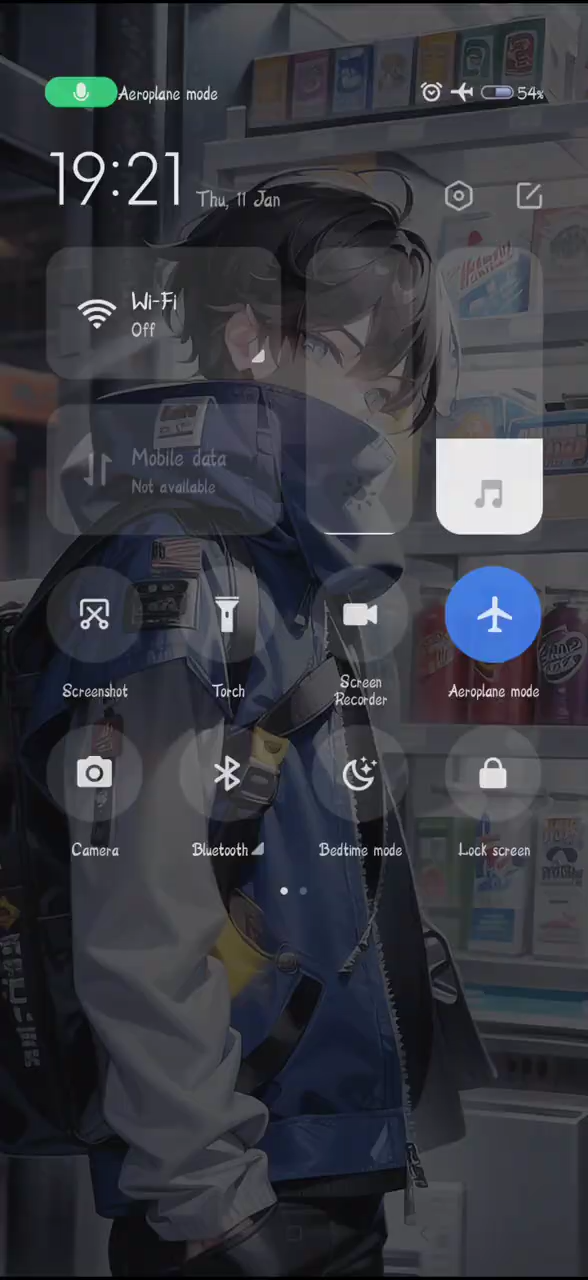 Aeroplane mode
54%
19:21 Thu, 11 Jan
Wi-Fi
Off
Mobile data
Not available
Screenshot
Torch
Screen
Recorder
Aeroplane mode
Camera
Bluetooth
Bedtime mode
Lock screen